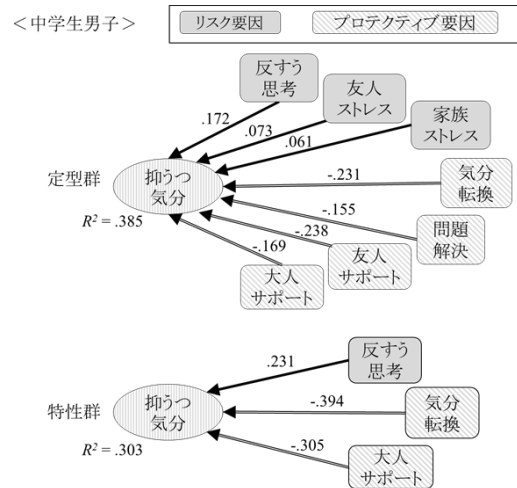 ＜中学生男子＞
リスク要因
プロテクティブ要因
反すう
思考
友人
ストレス
家族
ストレス
.172
.073
.061
定型群
抑うつ
気分
R² = .385
-.231
気分
転換
-.155
問題
解決
-.238
友人
サポート
-.169
大人
サポート
反すう
思考
.231
特性群
抑うつ
気分
R² = .303
-.394
気分
転換
-.305
大人
サポート